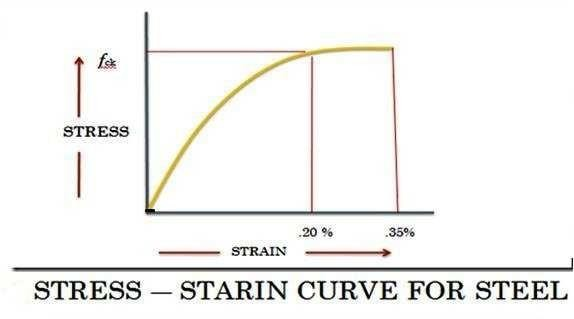 fck
STRESS
.20 %
.35%
STRAIN
STRESS — STARIN CURVE FOR STEEL